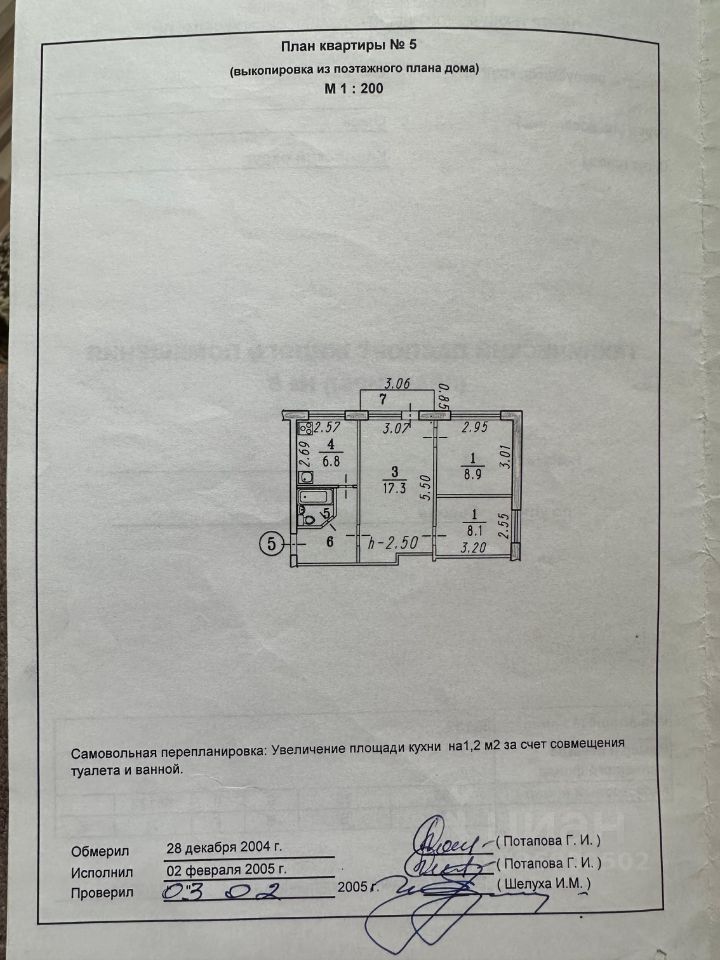 План квартиры № 5
(выкопировка из поэтажного плана дома)
М 1 : 200
3.06
7
0.85
2.57
3.07
2.95
2.69
4
6.8
3
17.3
5.50
1
8.9
3.01
5
1
8.1
2.55
5
6
h-2.50
3.20
Самовольная перепланировка: Увеличение площади кухни на1,2 м2 за счет совмещения
туалета и ванной.
Обмерил 28 декабря 2004 г. ( Потапова Г. И. )
Исполнил 02 февраля 2005 г. ( Потапова Г. И. )
Проверил 03 02 2005 г. ( Шелуха И.М. )